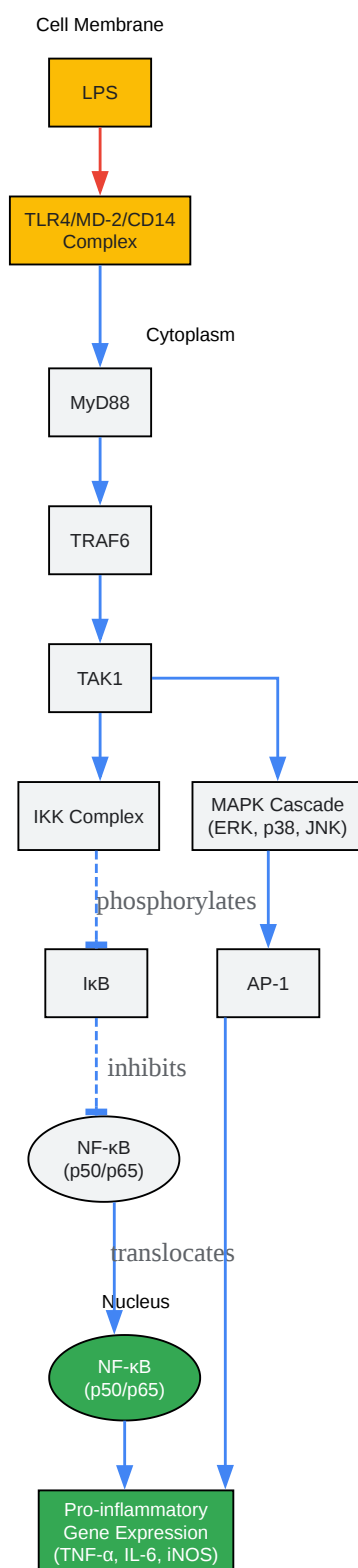 Cell Membrane
LPS
TLR4/MD-2/CD14
Complex
Cytoplasm
MyD88
TRAF6
TAK1
IKK Complex
MAPK Cascade
(ERK, p38, JNK)
phosphorylates
IκB
AP-1
inhibits
NF-κB
(p50/p65)
translocates
Nucleus
NF-κB
(p50/p65)
Pro-inflammatory
Gene Expression
(TNF-α, IL-6, iNOS)